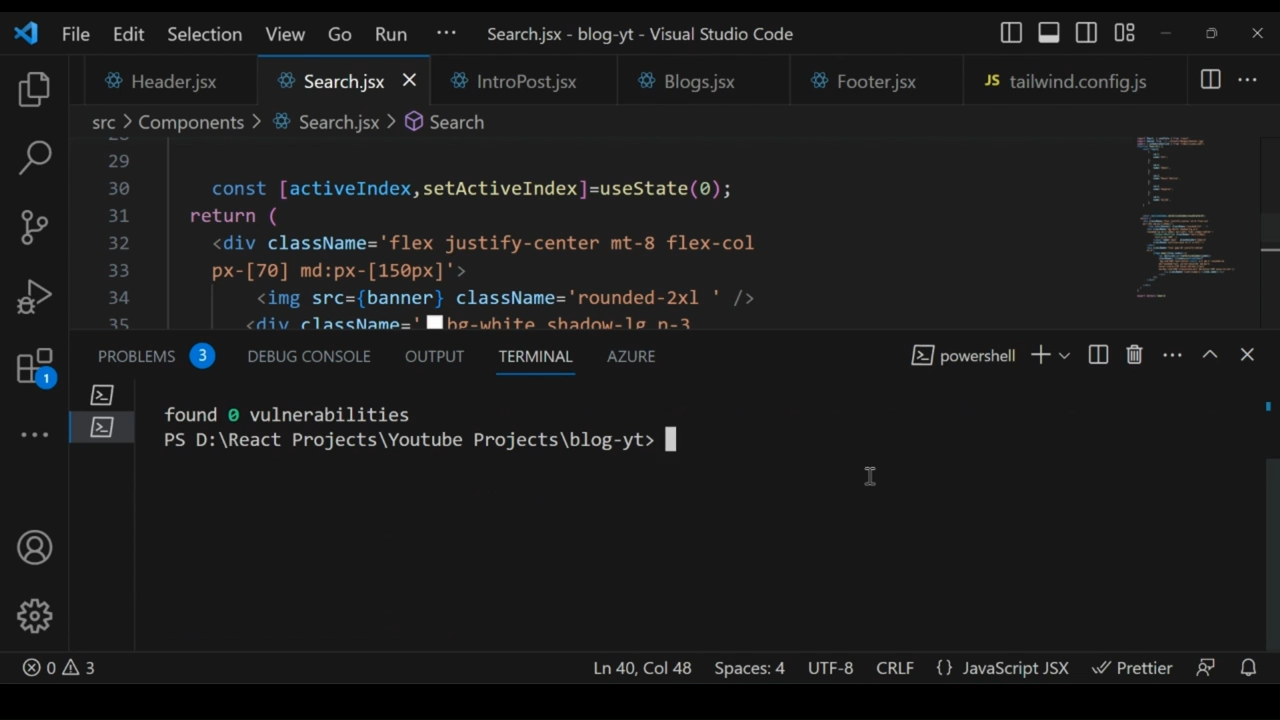 File Edit Selection View Go Run ··· Search.jsx - blog-yt - Visual Studio Code
Header.jsx Search.jsx IntroPost.jsx Blogs.jsx Footer.jsx JS tailwind.config.js ···
src > Components > Search.jsx > Search
29
30 const [activeIndex,setActiveIndex]=useState(0);
31 return (
32 <div className='flex justify-center mt-8 flex-col
33 px-[70] md:px-[150px]'>
34 <img src={banner} className='rounded-2xl ' />
35 <div className=' bg-white shadow-lg p-3
PROBLEMS 3 DEBUG CONSOLE OUTPUT TERMINAL AZURE powershell
1
found 0 vulnerabilities
PS D:\React Projects\Youtube Projects\blog-yt>
0 3 Ln 40, Col 48 Spaces: 4 UTF-8 CRLF {} JavaScript JSX Prettier